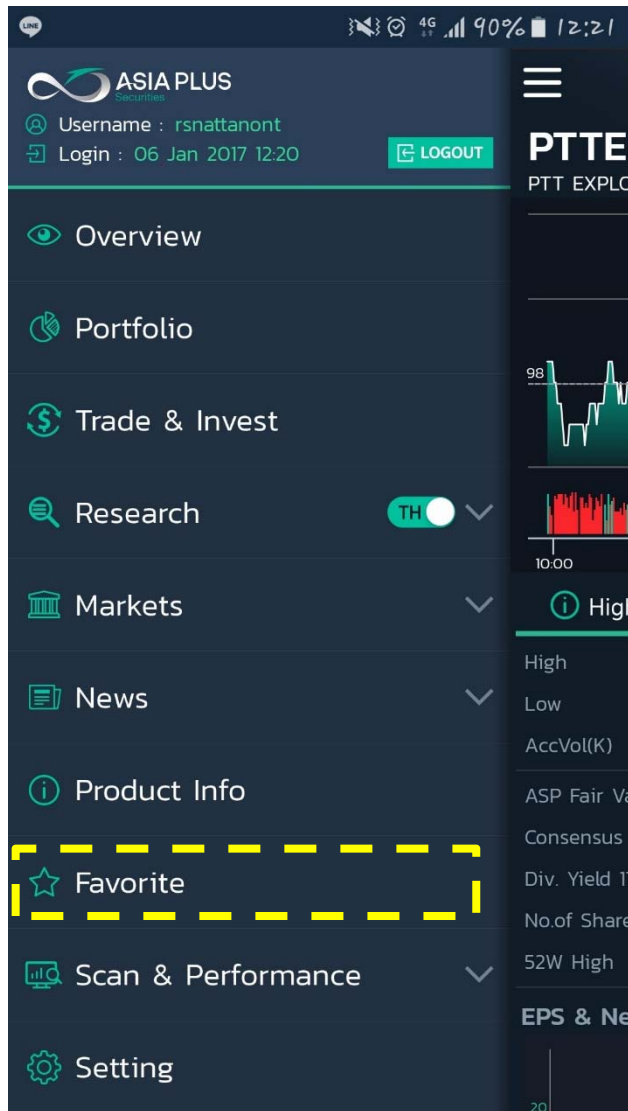 LINE
4G 90% 12:21
ASIA PLUS
Securities
Username : rsnattanont
Login : 06 Jan 2017 12:20
LOGOUT
Overview
Portfolio
Trade & Invest
Research TH
Markets
News
Product Info
Favorite
Scan & Performance
Setting
PTTE
PTT EXPLO
98
10:00
High
Low
AccVol(K)
ASP Fair Va
Consensus
Div. Yield 1
No.of Share
52W High
EPS & Ne
20